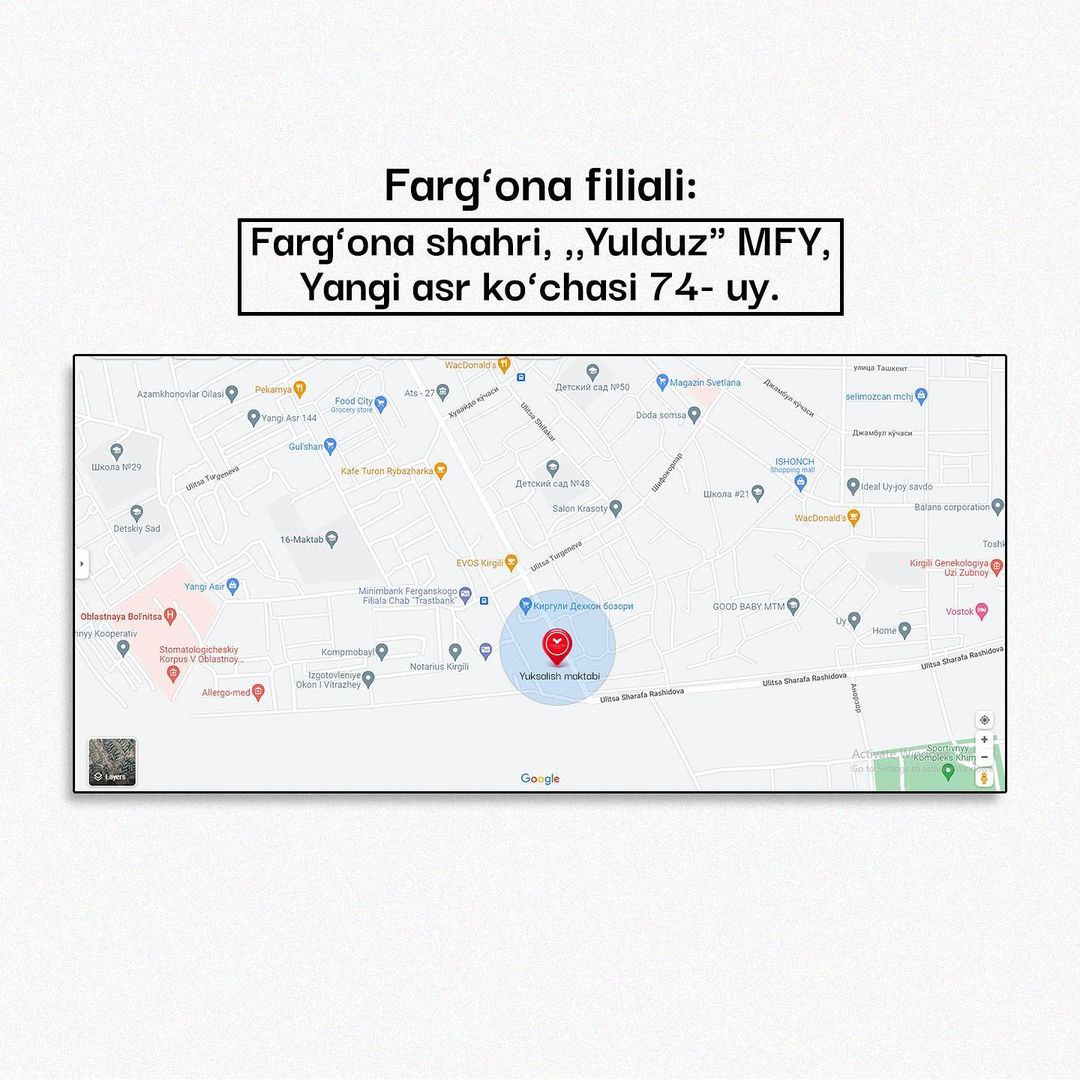 Farg‘ona filiali:
Farg‘ona shahri, ,,Yulduz” MFY,
Yangi asr ko‘chasi 74- uy.
WacDonald's
Детский сад №50
Magazin Svetlana
улица Ташкент
Azamkhonovlar Oilasi
Pekarnya
Food City
Grocery store
Ats - 27
Хувайдо кўчаси
Ulitsa Shifakar
Doda somsa
Джамбул кўчаси
selimozcan mchj
Yangi Asr 144
Gul'shan
Джамбул кўчаси
Школа №29
Ulitsa Turgeneva
Kafe Turon Rybazharka
Детский сад №48
Шифокорлар
ISHONCH
Shopping mall
Школа #21
Ideal Uy-joy savdo
Salon Krasoty
Balans corporation
WacDonald's
Detskiy Sad
16-Maktab
Toshk
EVOS Kirgili
Ulitsa Turgeneva
Kirgili Genekologiya
Uzi Zubnoy
Yangi Asir
Minimbank Ferganskogo
Filiala Chab "Trastbank"
Киргули Дехкон бозори
GOOD BABY MTM
Vostok
Oblastnaya Bol'nitsa
Uy
Home
nnyy Kooperativ
Stomatologicheskiy
Korpus V Oblastnoy...
Kompmobayl
Notarius Kirgili
Yuksalish maktabi
Izgotovleniye
Okon I Vitrazhey
Allergo-med
Ulitsa Sharafa Rashidova
Ulitsa Sharafa Rashidova
Ulitsa Sharafa Rashidova
Анорзор
Layers
Google
Activate Windows
Go to Settings to activate Windows
Sportivnyy
Kompleks Khim